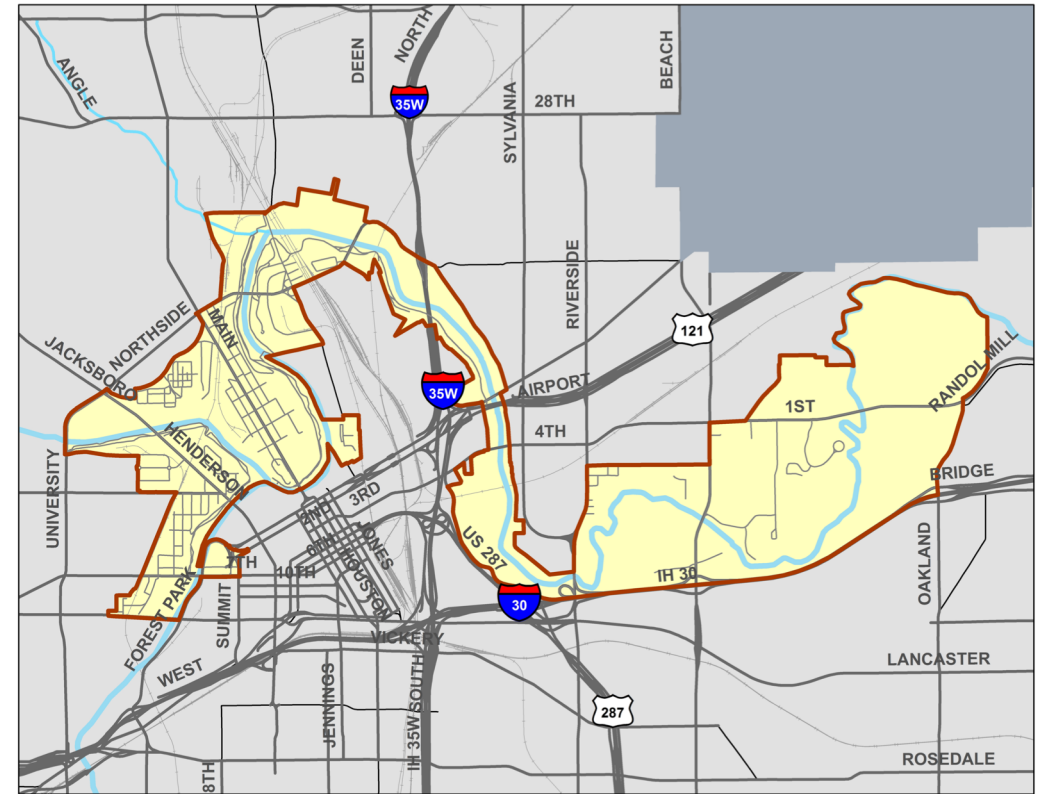 ANGLE
DEEN
NORTH
35W
SYLVANIA
28TH
BEACH
RIVERSIDE
121
NORTHSIDE
MAIN
JACKSBORO
35W
AIRPORT
1ST
RANDOL MILL
4TH
HENDERSON
UNIVERSITY
BRIDGE
3RD
2ND
JONES
6TH
HOUSTON
7TH
10TH
US 287
IH 30
30
OAKLAND
FOREST PARK
SUMMIT
VICKERY
WEST
LANCASTER
JENNINGS
IH 35W SOUTH
287
8TH
ROSEDALE